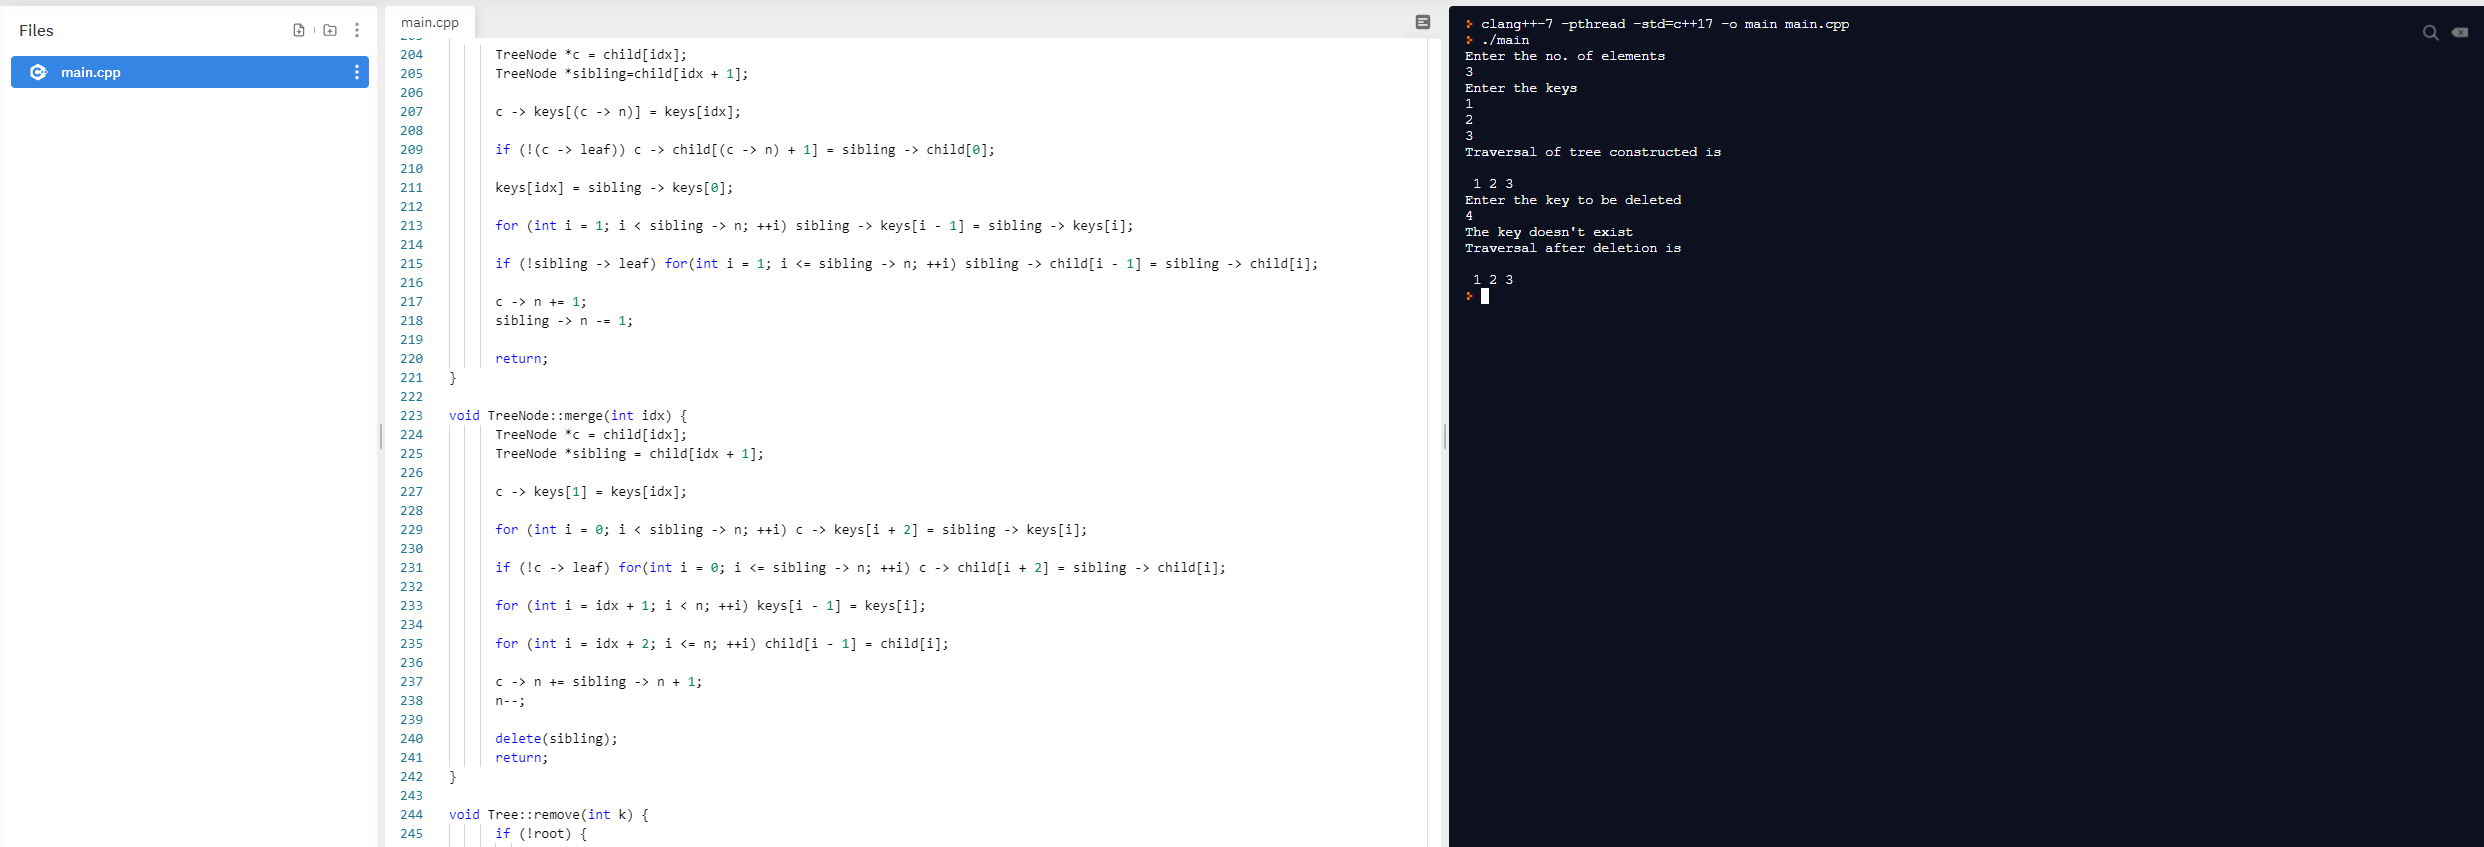 Files
main.cpp
main.cpp
203
204 TreeNode *c = child[idx];
205 TreeNode *sibling=child[idx + 1];
206
207 c -> keys[(c -> n)] = keys[idx];
208
209 if (!(c -> leaf)) c -> child[(c -> n) + 1] = sibling -> child[0];
210
211 keys[idx] = sibling -> keys[0];
212
213 for (int i = 1; i < sibling -> n; ++i) sibling -> keys[i - 1] = sibling -> keys[i];
214
215 if (!sibling -> leaf) for(int i = 1; i <= sibling -> n; ++i) sibling -> child[i - 1] = sibling -> child[i];
216
217 c -> n += 1;
218 sibling -> n -= 1;
219
220 return;
221 }
222
223 void TreeNode::merge(int idx) {
224 TreeNode *c = child[idx];
225 TreeNode *sibling = child[idx + 1];
226
227 c -> keys[1] = keys[idx];
228
229 for (int i = 0; i < sibling -> n; ++i) c -> keys[i + 2] = sibling -> keys[i];
230
231 if (!c -> leaf) for(int i = 0; i <= sibling -> n; ++i) c -> child[i + 2] = sibling -> child[i];
232
233 for (int i = idx + 1; i < n; ++i) keys[i - 1] = keys[i];
234
235 for (int i = idx + 2; i <= n; ++i) child[i - 1] = child[i];
236
237 c -> n += sibling -> n + 1;
238 n--;
239
240 delete(sibling);
241 return;
242 }
243
244 void Tree::remove(int k) {
245 if (!root) {
clang++-7 -pthread -std=c++17 -o main main.cpp
./main
Enter the no. of elements
3
Enter the keys
1
2
3
Traversal of tree constructed is
1 2 3
Enter the key to be deleted
4
The key doesn't exist
Traversal after deletion is
1 2 3